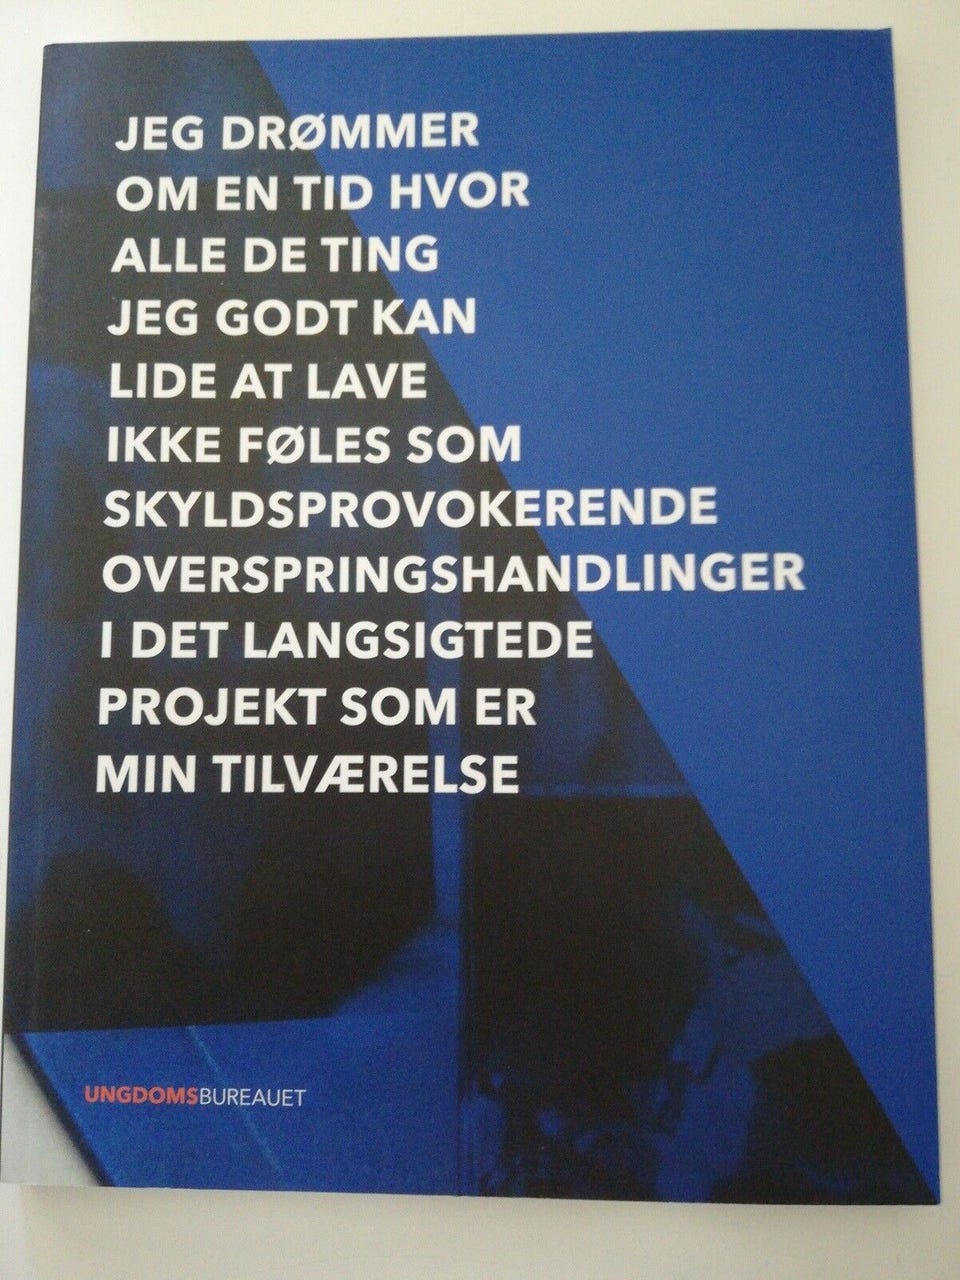 JEG DRØMMER
OM EN TID HVOR
ALLE DE TING
JEG GODT KAN
LIDE AT LAVE
IKKE FØLES SOM
SKYLDSPROVOKERENDE
OVERSPRINGSHANDLINGER
I DET LANGSIGTEDE
PROJEKT SOM ER
MIN TILVÆRELSE
UNGDOMSBUREAUET